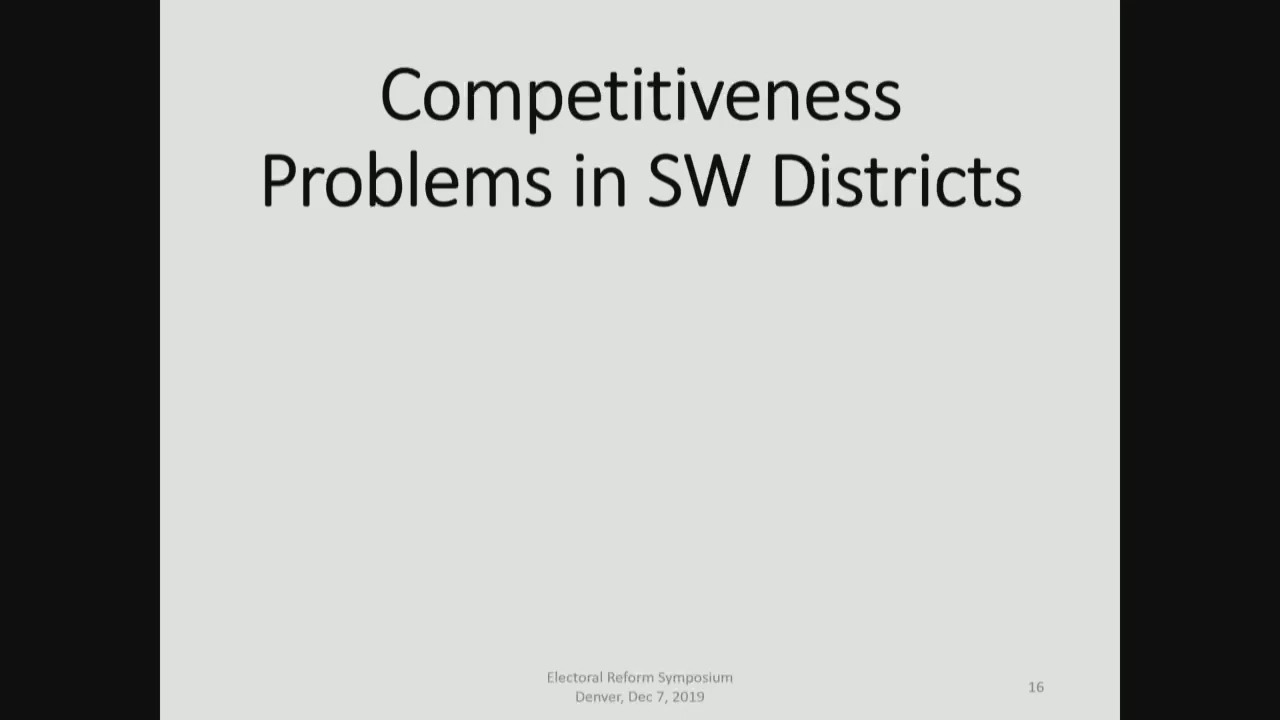 Competitiveness
Problems in SW Districts
Electoral Reform Symposium
Denver, Dec 7, 2019
16